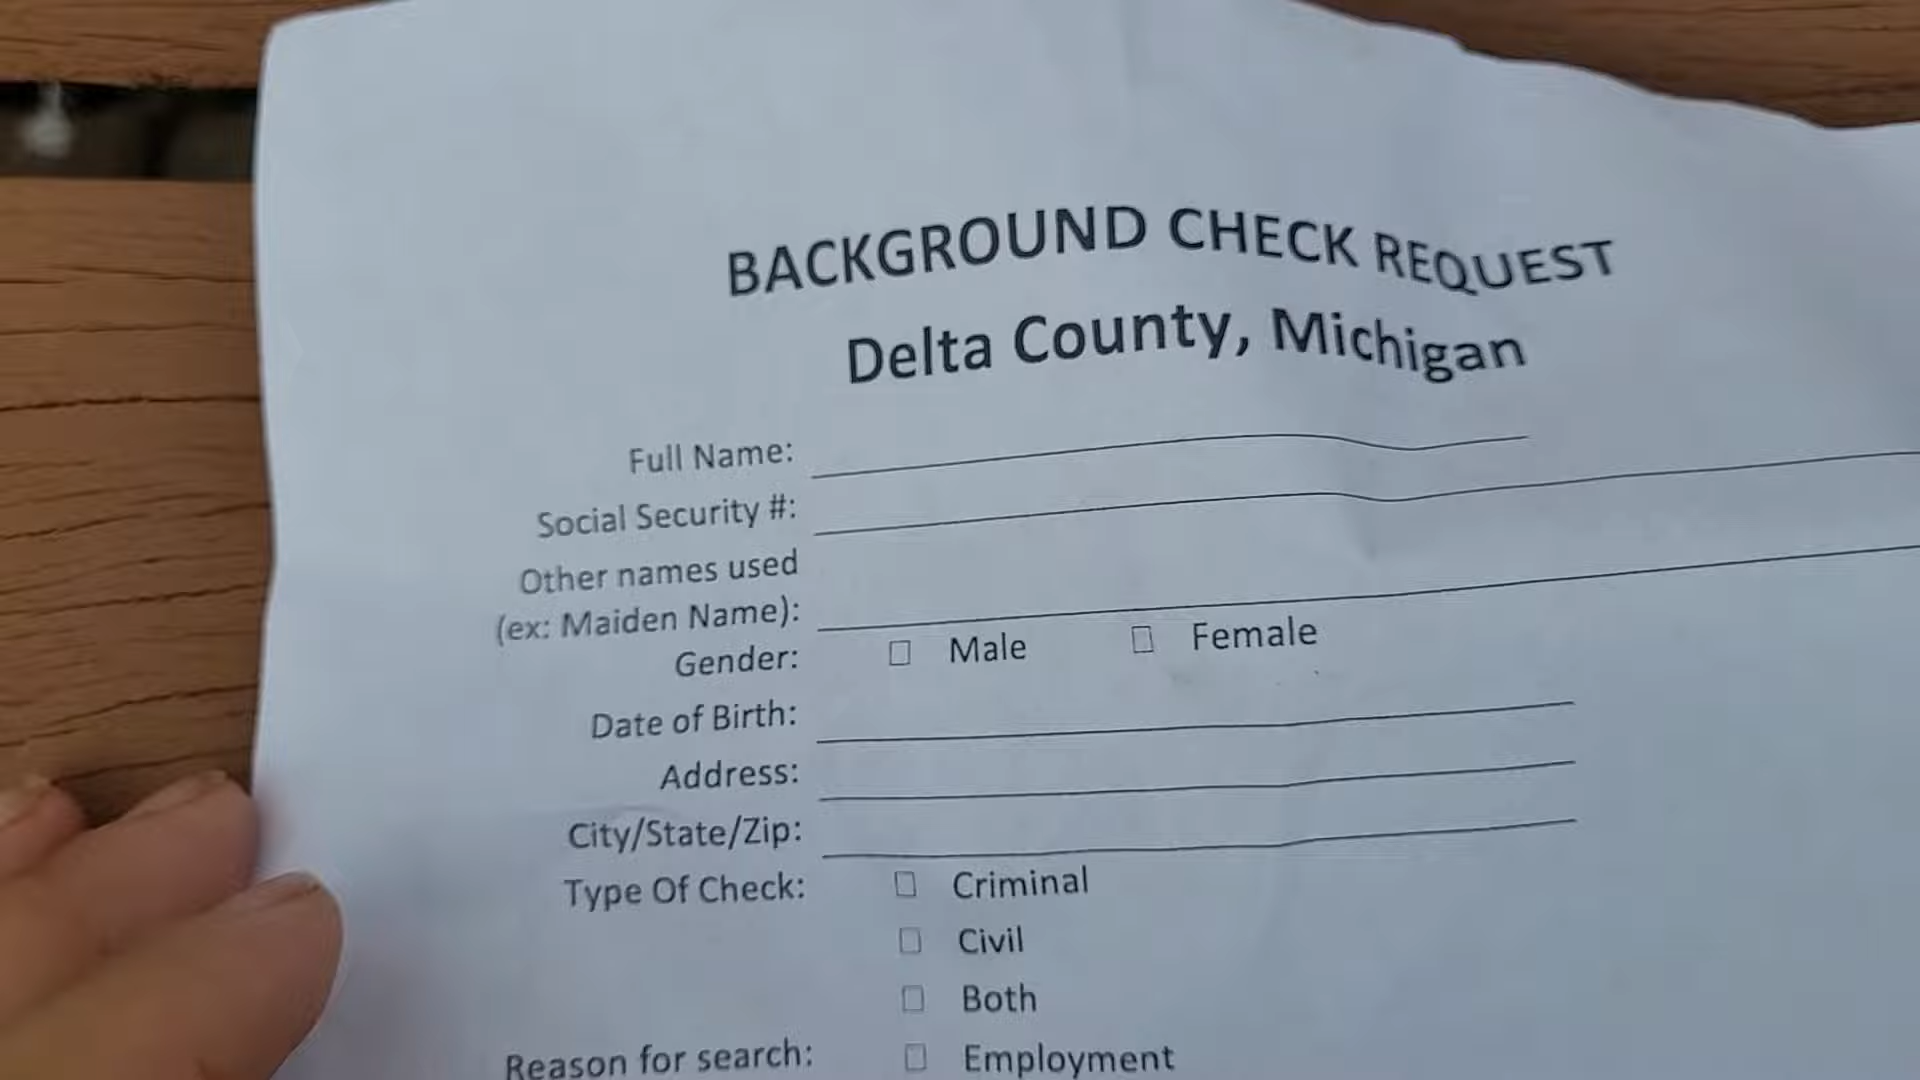 BACKGROUND CHECK REQUEST
Delta County, Michigan
Full Name:
Social Security #:
Other names used
(ex: Maiden Name):
Gender: Male Female
Date of Birth:
Address:
City/State/Zip:
Type Of Check: Criminal
Civil
Both
Reason for search: Employment